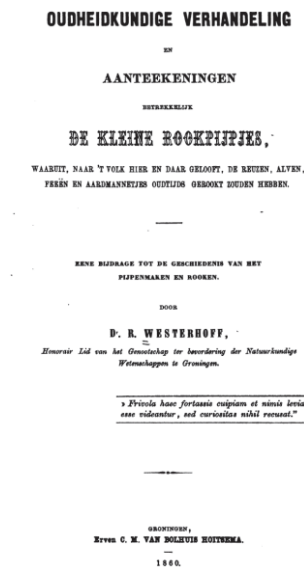 OUDHEIDKUNDIGE VERHANDELING
EN
AANTEEKENINGEN
BETREKKELIJK
DE KLEINE ROOKPIJPJES,
WAARUIT, NAAR 'T VOLK HIER EN DAAR GELOOFT, DE REUZEN, ALVEN,
FEEËN EN AARDMANNETJES OUDTIJDS GEROOKT ZOUDEN HEBBEN.
EENE BIJDRAGE TOT DE GESCHIEDENIS VAN HET
PIJPENMAKEN EN ROOKEN.
DOOR
Dr. R. WESTERHOFF,
Honorair Lid van het Genootschap ter bevordering der Natuurkundige
Wetenschappen te Groningen.
» Frivola haec fortassis cuipiam et nimis levia
esse videantur, sed curiositas nihil recusat."
GRONINGEN,
Erven C. M. VAN BOLHUIS HOITSEMA.
1860.